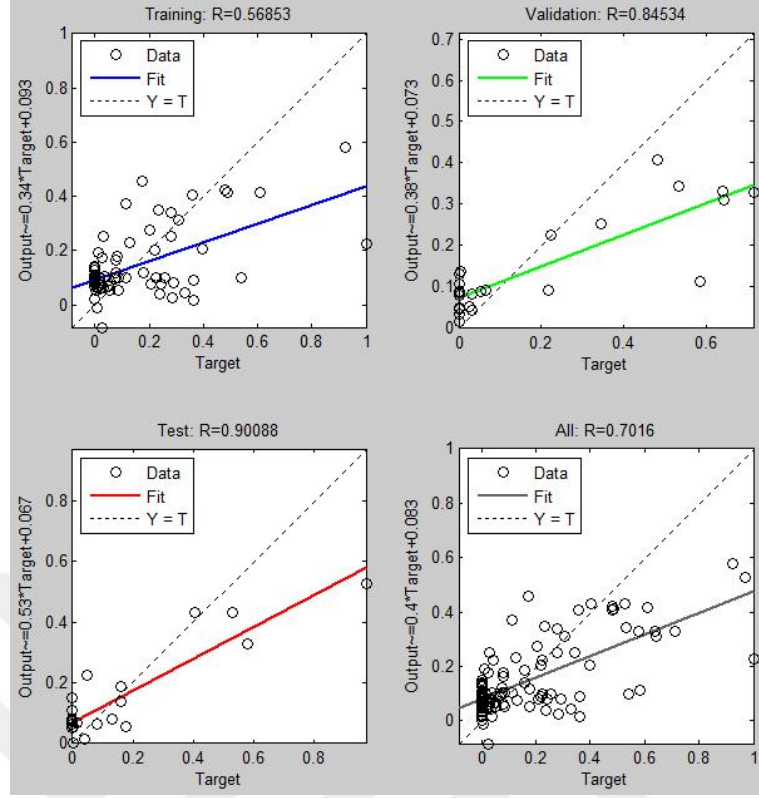 Training: R=0.56853
Output~=0.34*Target+0.093
1
0.8
0.6
0.4
0.2
0
Data
Fit
Y = T
0
0.2
0.4
0.6
0.8
1
Target
Validation: R=0.84534
Output~=0.38*Target+0.073
0.7
0.6
0.5
0.4
0.3
0.2
0.1
0
Data
Fit
Y = T
0
0.2
0.4
0.6
Target
Test: R=0.90088
Output~=0.53*Target+0.067
0.8
0.6
0.4
0.2
0
Data
Fit
Y = T
0
0.2
0.4
0.6
0.8
Target
All: R=0.7016
Output~=0.4*Target+0.083
1
0.8
0.6
0.4
0.2
0
Data
Fit
Y = T
0
0.2
0.4
0.6
0.8
1
Target